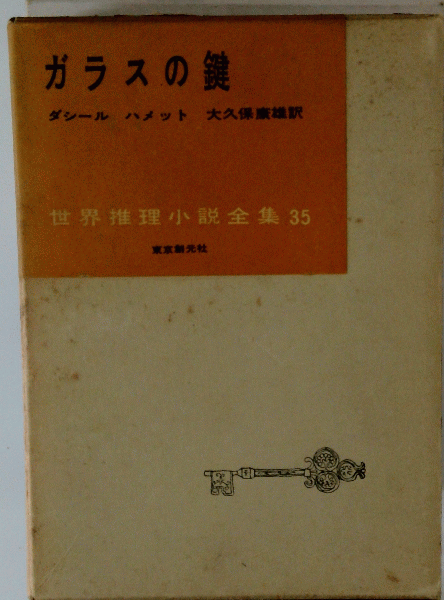 ガラスの鍵
ダシール ハメット 大久保康雄訳
世界推理小説全集 35
東京創元社